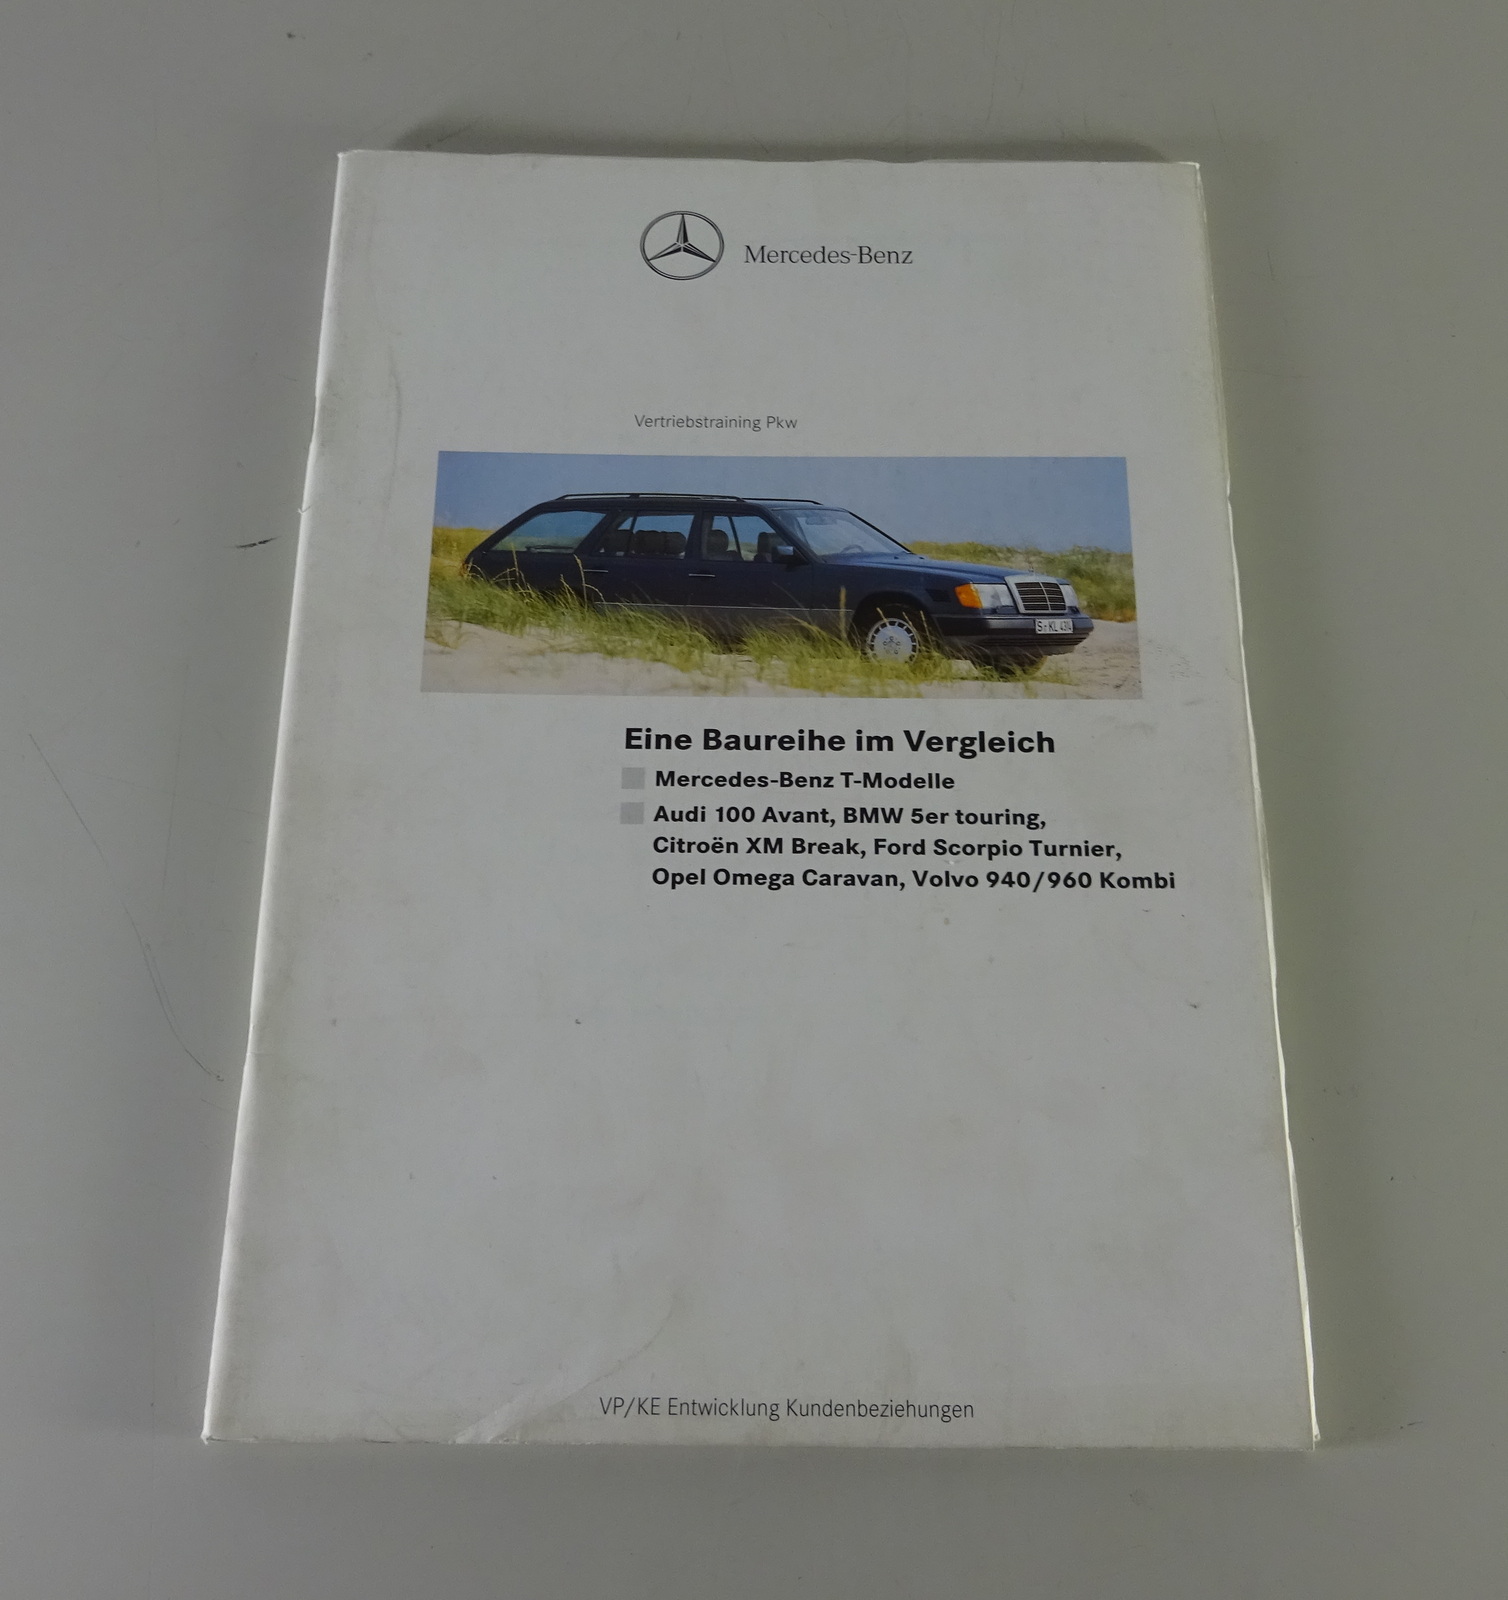 Mercedes-Benz
Vertriebstraining Pkw
Eine Baureihe im Vergleich
Mercedes-Benz T-Modelle
Audi 100 Avant, BMW 5er touring,
Citroën XM Break, Ford Scorpio Turnier,
Opel Omega Caravan, Volvo 940/960 Kombi
VP/KE Entwicklung Kundenbeziehungen